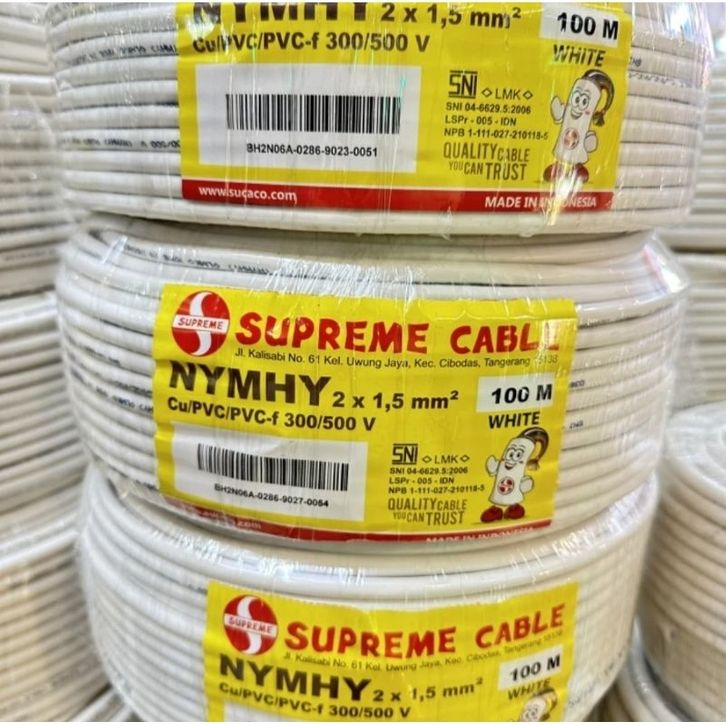 NYMHY 2 x 1,5 mm²
100 M
Cu/PVC/PVC-f 300/500 V
WHITE
SNI LMK
SNI 04-6629.5:2006
LSPr - 005 - IDN
NPB 1-111-027-210118-5
BH2N06A-0286-9023-0051
QUALITY CABLE
YOU CAN TRUST
www.sucaco.com
MADE IN INDONESIA
SUPREME
SUPREME CABLE
Jl. Kalisabi No. 61 Kel. Uwung Jaya, Kec. Cibodas, Tangerang 15138
NYMHY 2 x 1,5 mm²
100 M
Cu/PVC/PVC-f 300/500 V
WHITE
SNI LMK
SNI 04-6629.5:2006
LSPr - 005 - IDN
NPB 1-111-027-210118-5
BH2N06A-0286-9027-0054
QUALITY CABLE
YOU CAN TRUST
MADE IN INDONESIA
SUPREME
SUPREME CABLE
Jl. Kalisabi No. 61 Kel. Uwung Jaya, Kec. Cibodas, Tangerang 15138
NYMHY 2 x 1,5 mm²
100 M
Cu/PVC/PVC-f 300/500 V
WHITE